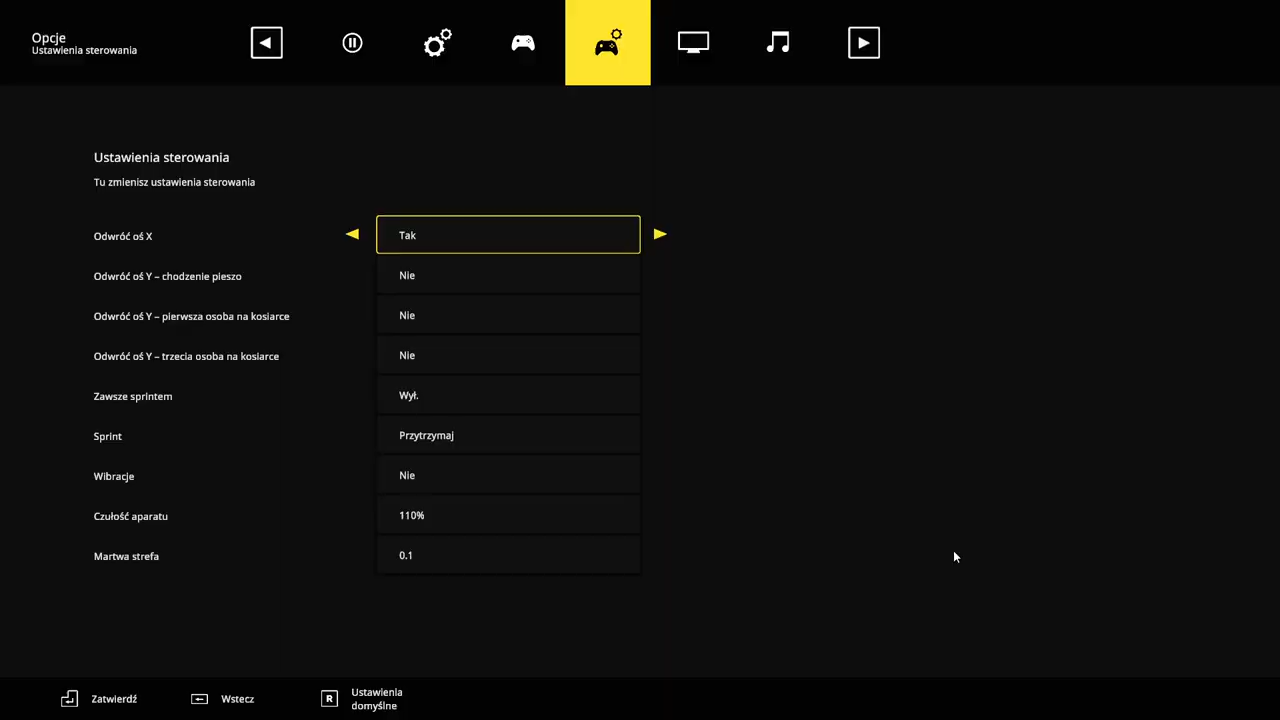 Opcje
Ustawienia sterowania
Ustawienia sterowania
Tu zmienisz ustawienia sterowania
Odwróć oś X
Tak
Odwróć oś Y – chodzenie pieszo
Nie
Odwróć oś Y – pierwsza osoba na kosiarce
Nie
Odwróć oś Y – trzecia osoba na kosiarce
Nie
Zawsze sprintem
Wył.
Sprint
Przytrzymaj
Wibracje
Nie
Czułość aparatu
110%
Martwa strefa
0.1
Zatwierdź
Wstecz
R
Ustawienia
domyślne